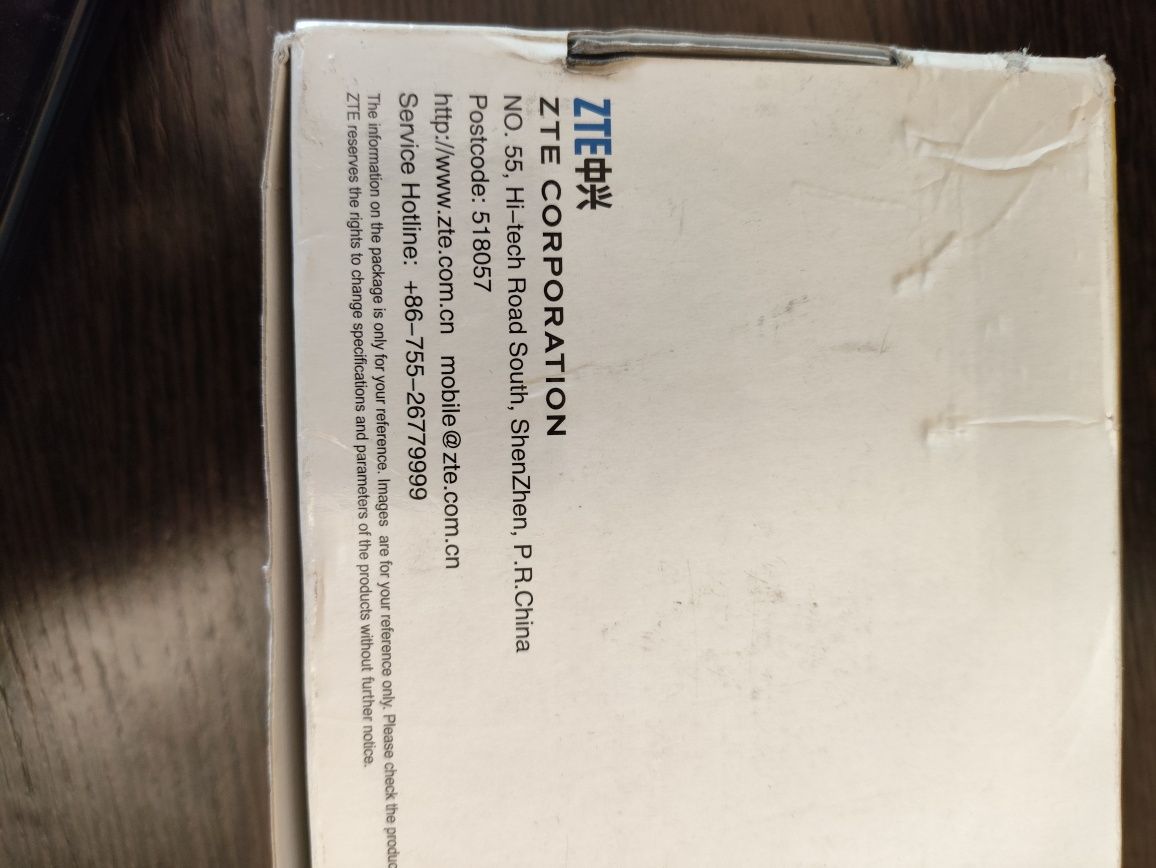 ZTE中兴
ZTE CORPORATION
NO. 55, Hi-tech Road South, ShenZhen, P.R.China
Postcode: 518057
http://www.zte.com.cn mobile@zte.com.cn
Service Hotline: +86-755-26779999
The information on the package is only for your reference. Images are for your reference only. Please check the
ZTE reserves the rights to change specifications and parameters of the products without further notice.